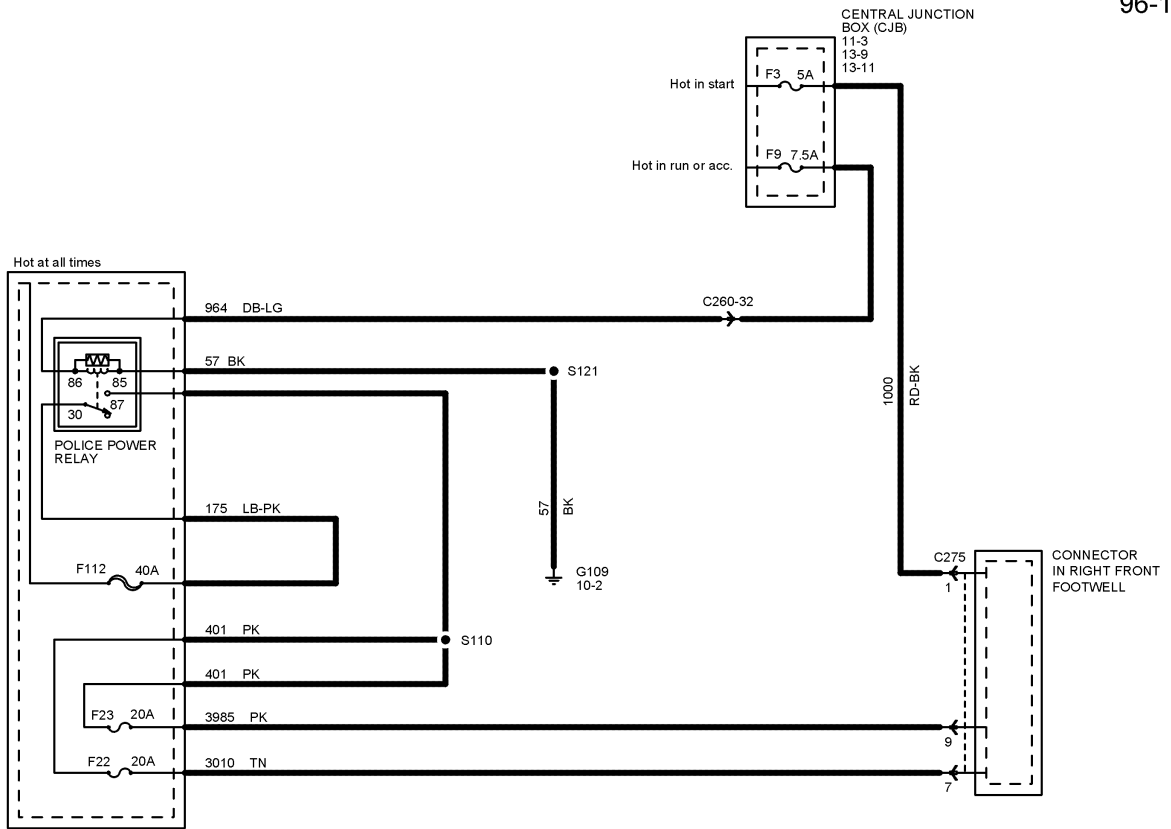 96-1
CENTRAL JUNCTION
BOX (CJB)
11-3
13-9
13-11
Hot in start
F3 5A
Hot in run or acc.
F9 7.5A
Hot at all times
964 DB-LG
C260-32
57 BK
S121
86 85
87
30
POLICE POWER
RELAY
1000 RD-BK
175 LB-PK
57 BK
F112 40A
G109
10-2
C275
1
CONNECTOR
IN RIGHT FRONT
FOOTWELL
401 PK
S110
401 PK
F23 20A
3985 PK
9
F22 20A
3010 TN
7